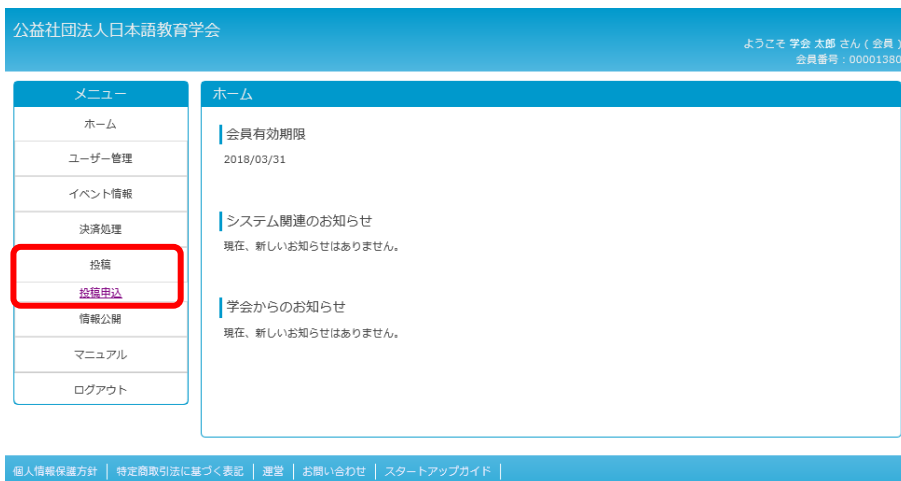 公益社団法人日本語教育学会
ようこそ 学会 太郎 さん ( 会員 )
会員番号：00001380
メニュー
ホーム
ユーザー管理
イベント情報
決済処理
投稿
投稿申込
情報公開
マニュアル
ログアウト
ホーム
会員有効期限
2018/03/31
システム関連のお知らせ
現在、新しいお知らせはありません。
学会からのお知らせ
現在、新しいお知らせはありません。
個人情報保護方針 | 特定商取引法に基づく表記 | 運営 | お問い合わせ | スタートアップガイド |